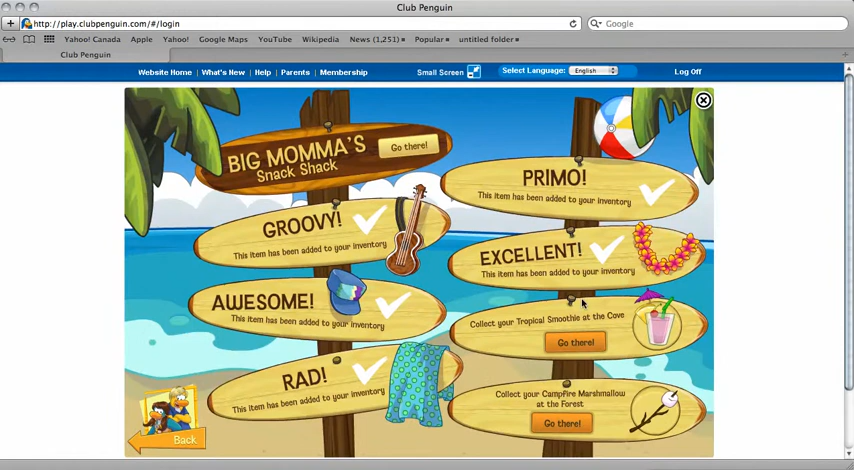 Club Penguin
http://play.clubpenguin.com/#/login
Google
Yahoo! Canada Apple Yahoo! Google Maps YouTube Wikipedia News (1,251) Popular untitled folder
Club Penguin
Website Home | What's New | Help | Parents | Membership
Small Screen
Select Language: English
Log Off
BIG MOMMA'S
Snack Shack
Go there!
GROOVY!
This item has been added to your inventory
AWESOME!
This item has been added to your inventory
RAD!
This item has been added to your inventory
Back
PRIMO!
This item has been added to your inventory
EXCELLENT!
This item has been added to your inventory
Collect your Tropical Smoothie at the Cove
Go there!
Collect your Campfire Marshmallow
at the Forest
Go there!